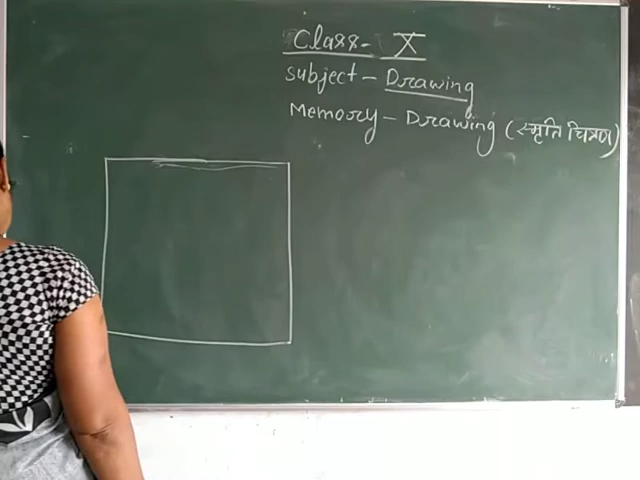 Class- X
Subject - Drawing
Memory - Drawing (स्मृति चित्रण)